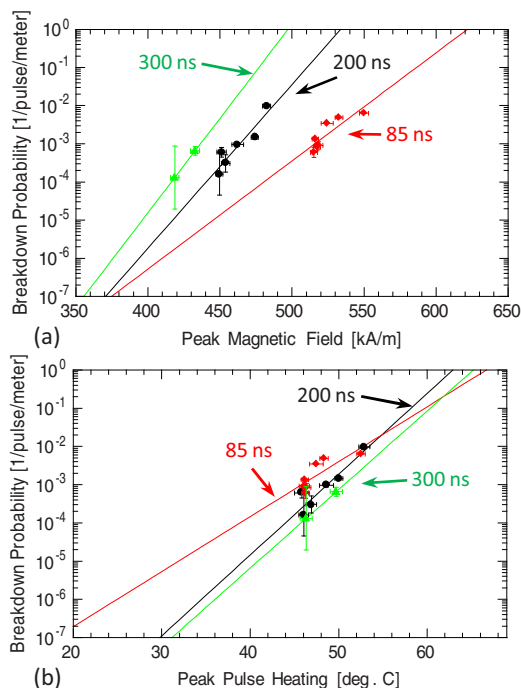 Breakdown Probability [1/pulse/meter]
10^0
10^-1
10^-2
10^-3
10^-4
10^-5
10^-6
10^-7
300 ns
200 ns
85 ns
350 400 450 500 550 600 650
(a) Peak Magnetic Field [kA/m]
Breakdown Probability [1/pulse/meter]
10^0
10^-1
10^-2
10^-3
10^-4
10^-5
10^-6
10^-7
200 ns
85 ns
300 ns
20 30 40 50 60
(b) Peak Pulse Heating [deg. C]